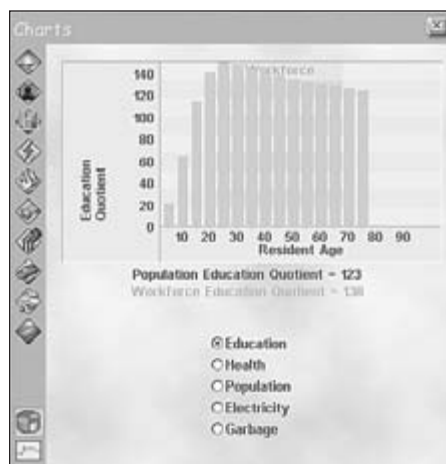 Charts
Workforce
140
120
100
80
60
40
20
0
Education
Quotient
10 20 30 40 50 60 70 80 90
Resident Age
Population Education Quotient = 123
Workforce Education Quotient = 138
Education
Health
Population
Electricity
Garbage